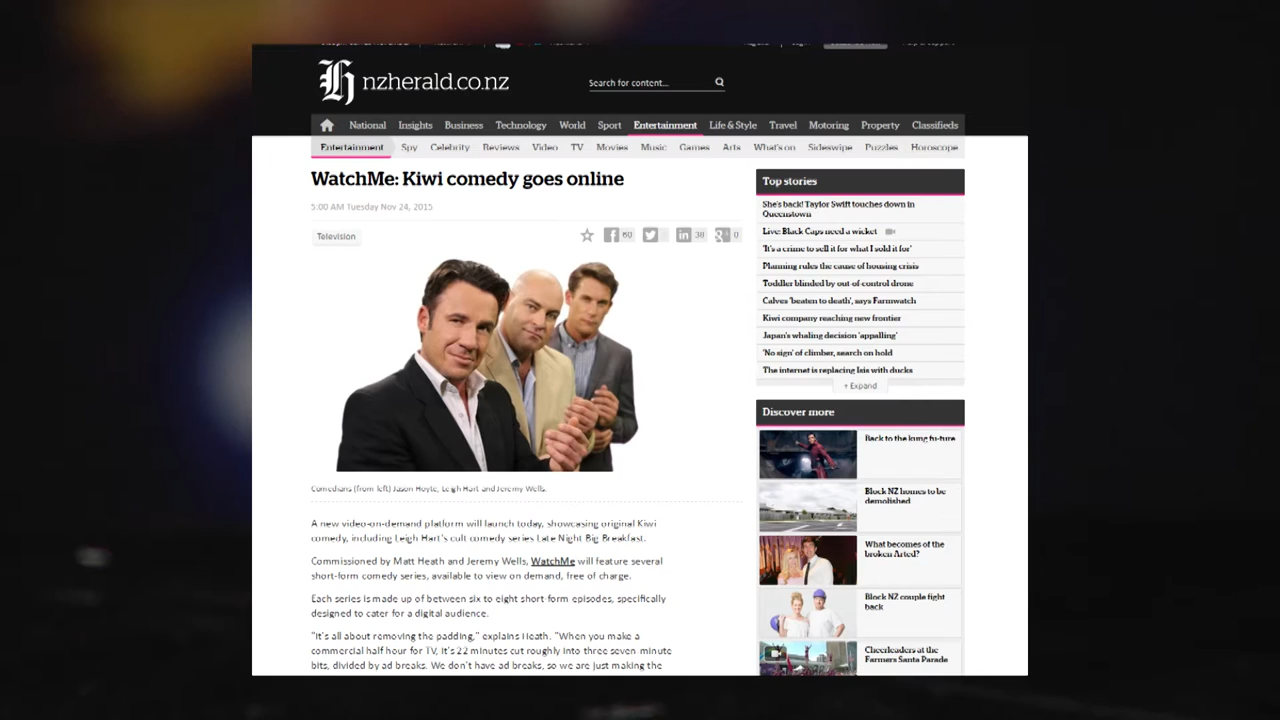 nzherald.co.nz
Search for content...
National Insights Business Technology World Sport Entertainment Life & Style Travel Motoring Property Classifieds
Entertainment Spy Celebrity Reviews Video TV Movies Music Games Arts What's on Sideswipe Puzzles Horoscope
WatchMe: Kiwi comedy goes online
5:00 AM Tuesday Nov 24, 2015
Television
60
38
0
Comedians (from left) Jason Hoyte, Leigh Hart and Jeremy Wells.
A new video-on-demand platform will launch today, showcasing original Kiwi
comedy, including Leigh Hart's cult comedy series Late Night Big Breakfast.
Commissioned by Matt Heath and Jeremy Wells, WatchMe will feature several
short-form comedy series, available to view on demand, free of charge.
Each series is made up of between six to eight short-form episodes, specifically
designed to cater for a digital audience.
"It's all about removing the padding," explains Heath. "When you make a
commercial half hour for TV, it's 22 minutes cut roughly into three seven-minute
bits, divided by ad breaks. We don't have ad breaks, so we are just making the
Top stories
She's back! Taylor Swift touches down in
Queenstown
Live: Black Caps need a wicket
'It's a crime to sell it for what I sold it for'
Planning rules the cause of housing crisis
Toddler blinded by out-of-control drone
Calves 'beaten to death', says Farmwatch
Kiwi company reaching new frontier
Japan's whaling decision 'appalling'
'No sign' of climber, search on hold
The internet is replacing Isis with ducks
+ Expand
Discover more
Back to the kung fu-ture
Block NZ homes to be
demolished
What becomes of the
broken Arted?
Block NZ couple fight
back
Cheerleaders at the
Farmers Santa Parade